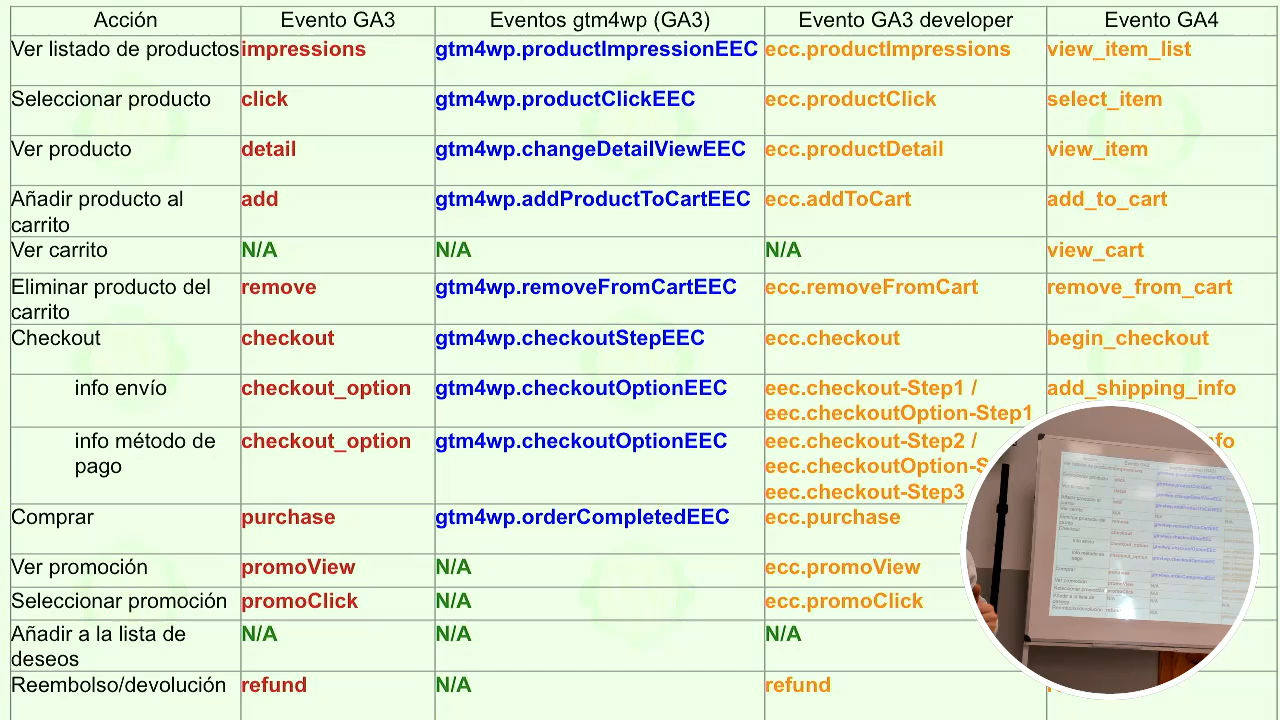 Acción Evento GA3 Eventos gtm4wp (GA3) Evento GA3 developer Evento GA4
Ver listado de productos impressions gtm4wp.productImpressionEEC ecc.productImpressions view_item_list
Seleccionar producto click gtm4wp.productClickEEC ecc.productClick select_item
Ver producto detail gtm4wp.changeDetailViewEEC ecc.productDetail view_item
Añadir producto al add gtm4wp.addProductToCartEEC ecc.addToCart add_to_cart
carrito
Ver carrito N/A N/A N/A view_cart
Eliminar producto del remove gtm4wp.removeFromCartEEC ecc.removeFromCart remove_from_cart
carrito
Checkout checkout gtm4wp.checkoutStepEEC ecc.checkout begin_checkout
info envío checkout_option gtm4wp.checkoutOptionEEC eec.checkout-Step1 / add_shipping_info
eec.checkoutOption-Step1
info método de checkout_option gtm4wp.checkoutOptionEEC eec.checkout-Step2 /
pago eec.checkoutOption-S
eec.checkout-Step3
Comprar purchase gtm4wp.orderCompletedEEC ecc.purchase
Ver promoción promoView N/A ecc.promoView
Seleccionar promoción promoClick N/A ecc.promoClick
Añadir a la lista de N/A N/A N/A
deseos
Reembolso/devolución refund N/A refund